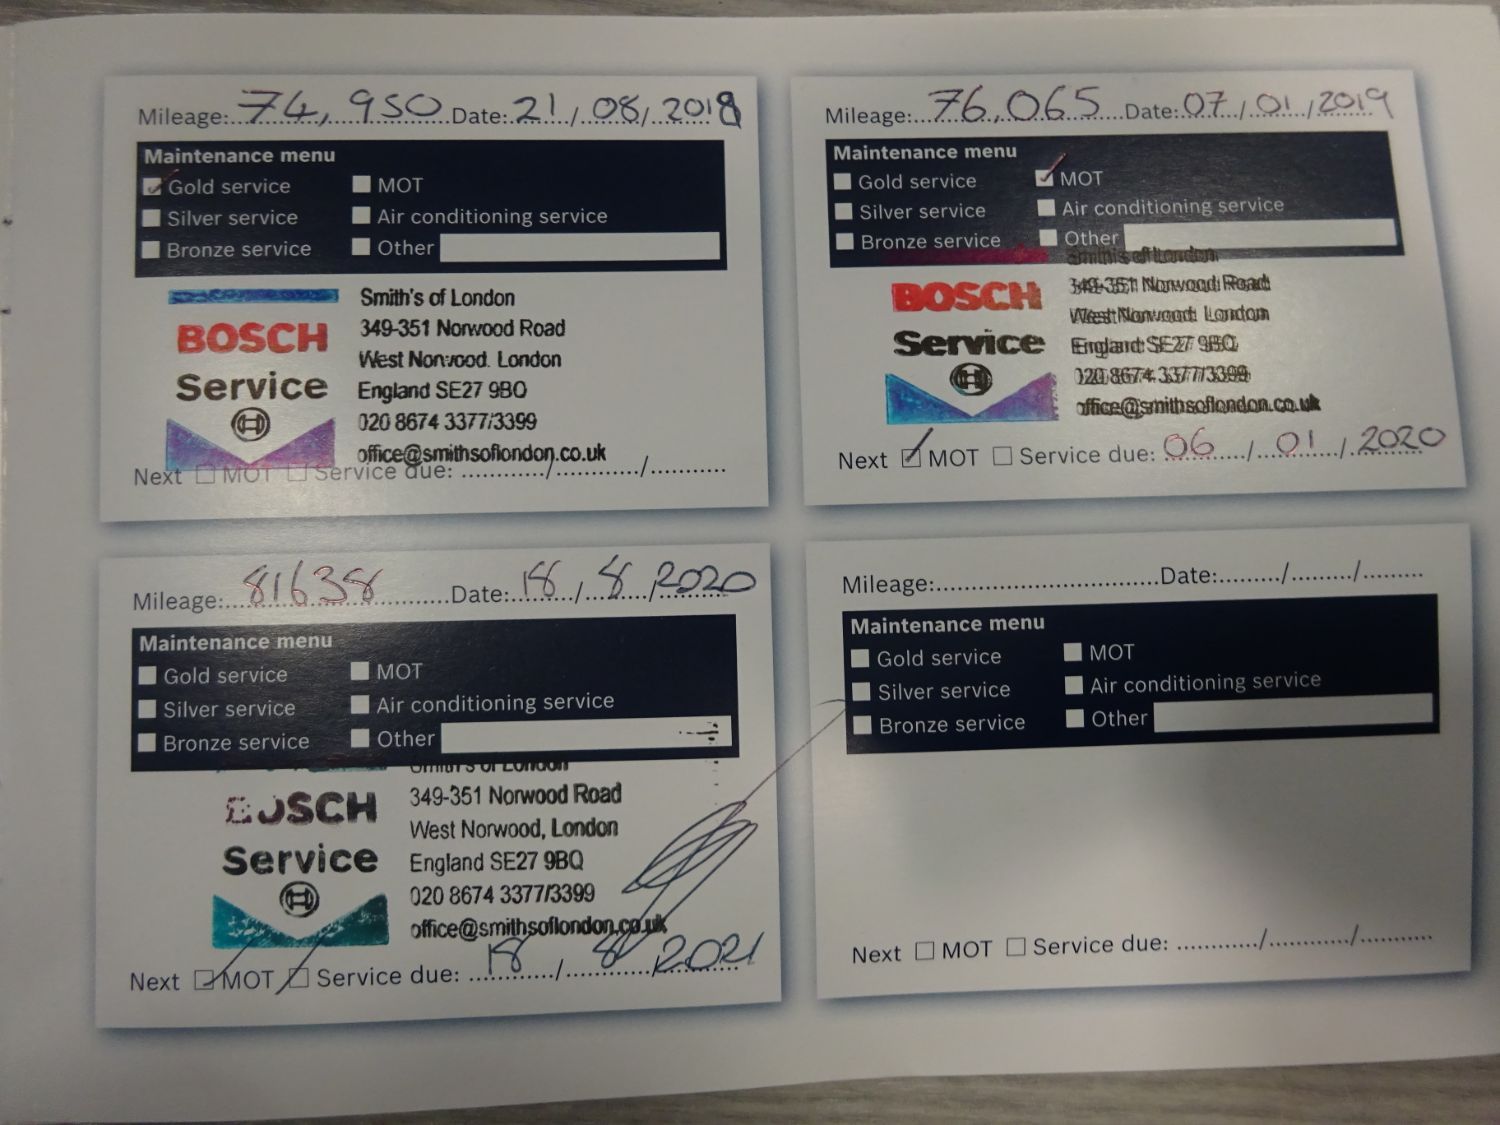 Mileage: 74,950 Date: 21/08/2018
Maintenance menu
Gold service MOT
Silver service Air conditioning service
Bronze service Other
Smith's of London
BOSCH 349-351 Norwood Road
West Norwood. London
Service England SE27 9BQ
020 8674 3377/3399
office@smithsoflondon.co.uk
Next MOT Service due: ............/............/...........
Mileage: 76,065 Date: 07/01/2019
Maintenance menu
Gold service MOT
Silver service Air conditioning service
Bronze service Other
Smith's of London
BOSCH 349-351 Norwood Road
West Norwood London
Service England SE27 9BQ
020 8674 3377/3399
office@smithsoflondon.co.uk
Next MOT Service due: 06/01/2020
Mileage: 81638 Date: 18/8/2020
Maintenance menu
Gold service MOT
Silver service Air conditioning service
Bronze service Other
Smith's of London
BOSCH 349-351 Norwood Road
West Norwood, London
Service England SE27 9BQ
020 8674 3377/3399
office@smithsoflondon.co.uk
Next MOT Service due: 18/8/2021
Mileage:.............................Date:........./........./.........
Maintenance menu
Gold service MOT
Silver service Air conditioning service
Bronze service Other
Next MOT Service due: .........../.........../...........